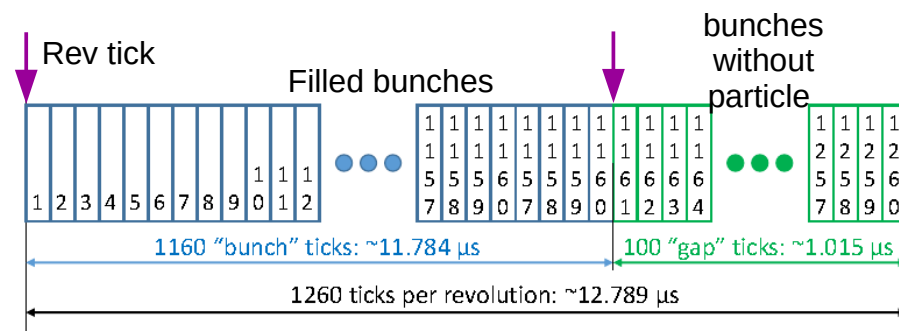 bunches
without
particle
Rev tick
Filled bunches
1 2 3 4 5 6 7 8 9 10 11 12 1157 1158 1159 1160 1157 1158 1159 1160 1161 1162 1163 1164 1257 1258 1259 1260
1160 "bunch" ticks: ~11.784 µs
100 "gap" ticks: ~1.015 µs
1260 ticks per revolution: ~12.789 µs